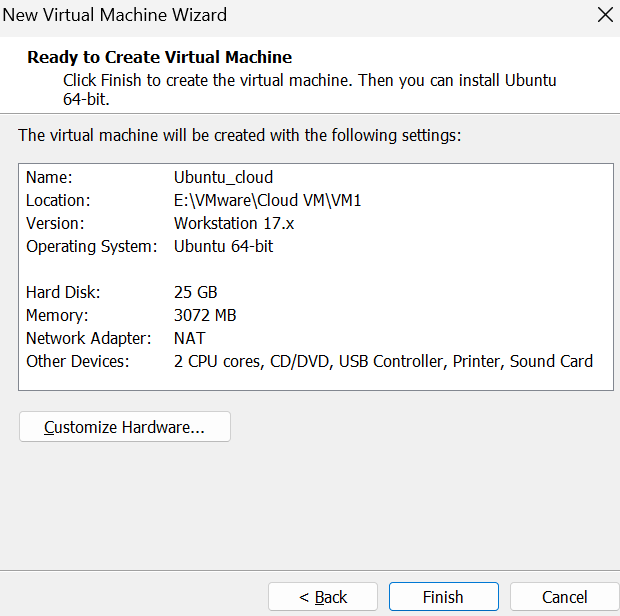 New Virtual Machine Wizard
Ready to Create Virtual Machine
Click Finish to create the virtual machine. Then you can install Ubuntu
64-bit.
The virtual machine will be created with the following settings:
Name: Ubuntu_cloud
Location: E:\VMware\Cloud VM\VM1
Version: Workstation 17.x
Operating System: Ubuntu 64-bit
Hard Disk: 25 GB
Memory: 3072 MB
Network Adapter: NAT
Other Devices: 2 CPU cores, CD/DVD, USB Controller, Printer, Sound Card
Customize Hardware...
< Back Finish Cancel